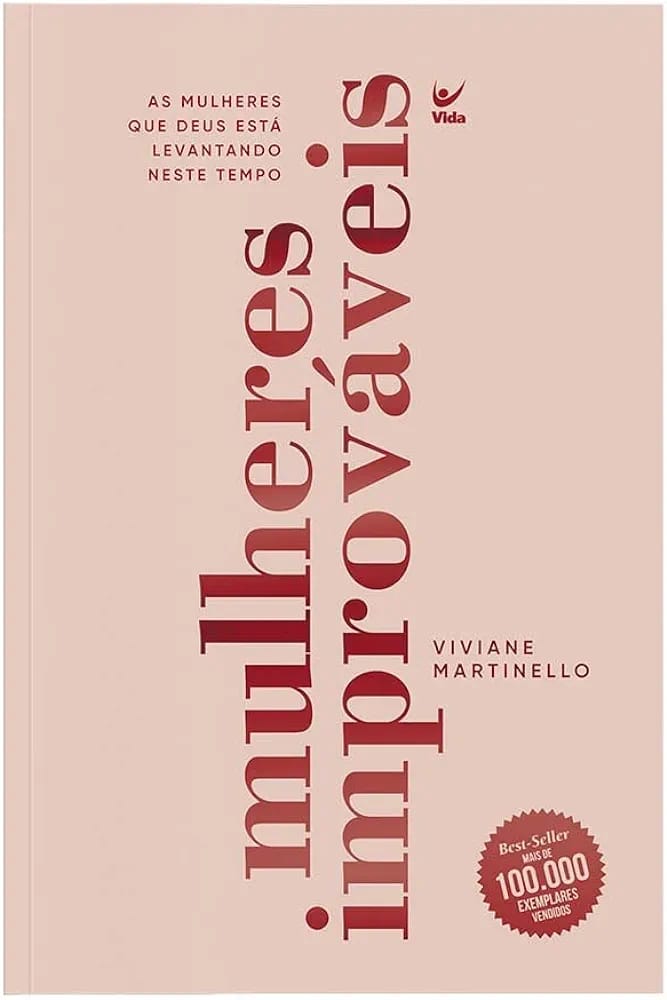 AS MULHERES
QUE DEUS ESTÁ
LEVANTANDO
NESTE TEMPO
Vida
mulheres
improváveis
VIVIANE
MARTINELLO
Best-Seller
MAIS DE
100.000
EXEMPLARES
VENDIDOS